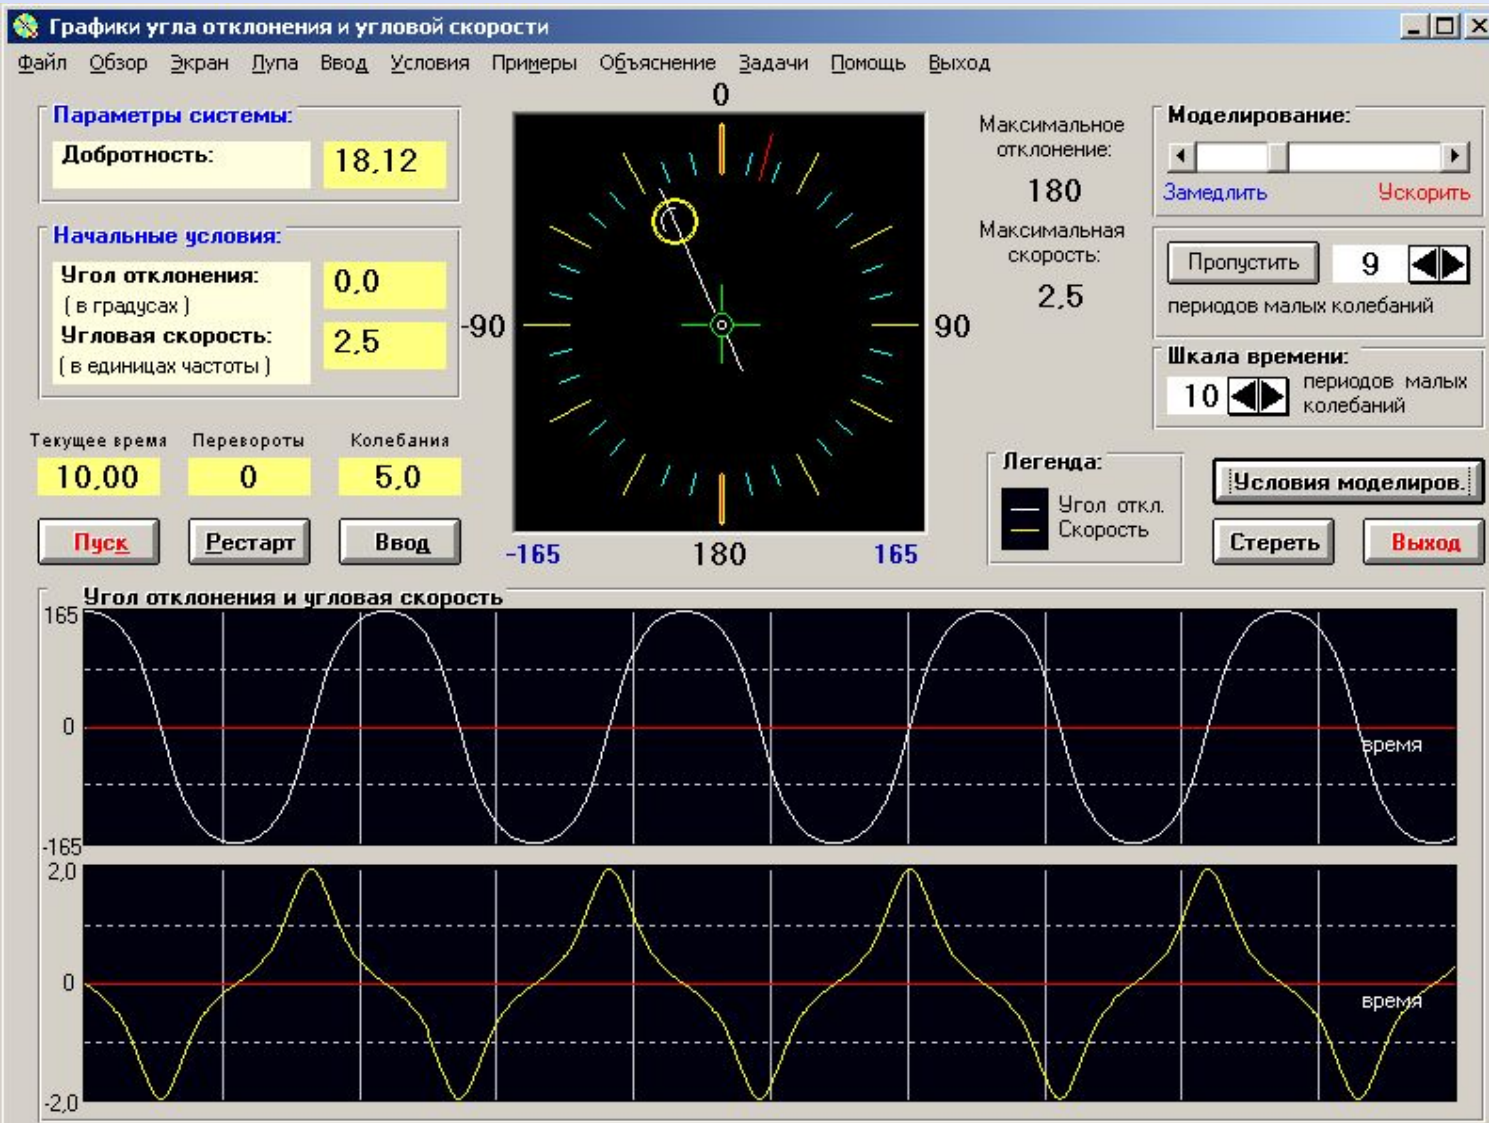 Графики угла отклонения и угловой скорости
Файл Обзор Экран Лупа Ввод Условия Примеры Объяснение Задачи Помощь Выход
Параметры системы:
Добротность:
18,12
Начальные условия:
Угол отклонения:
( в градусах )
0,0
Угловая скорость:
( в единицах частоты )
2,5
Текущее время Перевороты Колебания
10,00 0 5,0
Пуск Рестарт Ввод
0
-90
90
-165 180 165
Максимальное
отклонение:
180
Максимальная
скорость:
2,5
Моделирование:
Замедлить Ускорить
Пропустить 9
периодов малых колебаний
Шкала времени:
10 периодов малых
колебаний
Легенда:
Угол откл.
Скорость
Условия моделиров.
Стереть Выход
Угол отклонения и угловая скорость
165
0
время
-165
2,0
0
время
-2,0